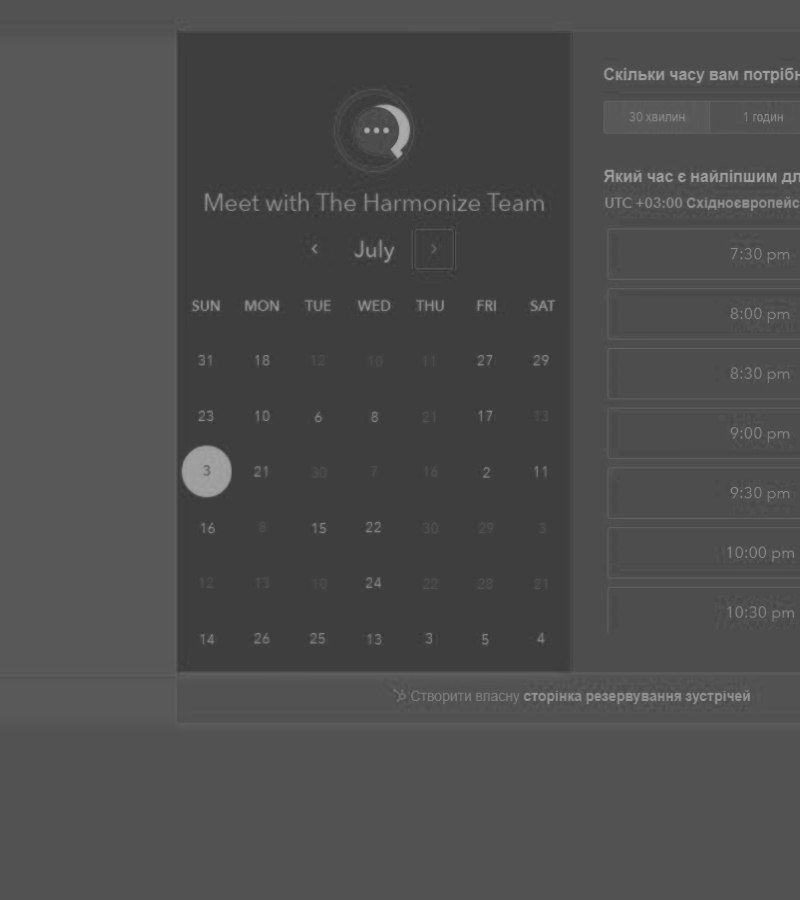 Meet with The Harmonize Team
July
SUN MON TUE WED THU FRI SAT
31 18 12 10 11 27 29
23 10 6 8 21 17 13
3 21 30 7 16 2 11
16 8 15 22 30 29 3
12 13 10 24 22 28 21
14 26 25 13 3 5 4
Скільки часу вам потрібн
30 хвилин 1 годин
Який час є найліпшим дл
UTC +03:00 Східноєвропейс
7:30 pm
8:00 pm
8:30 pm
9:00 pm
9:30 pm
10:00 pm
10:30 pm
Створити власну сторінка резервування зустрічей